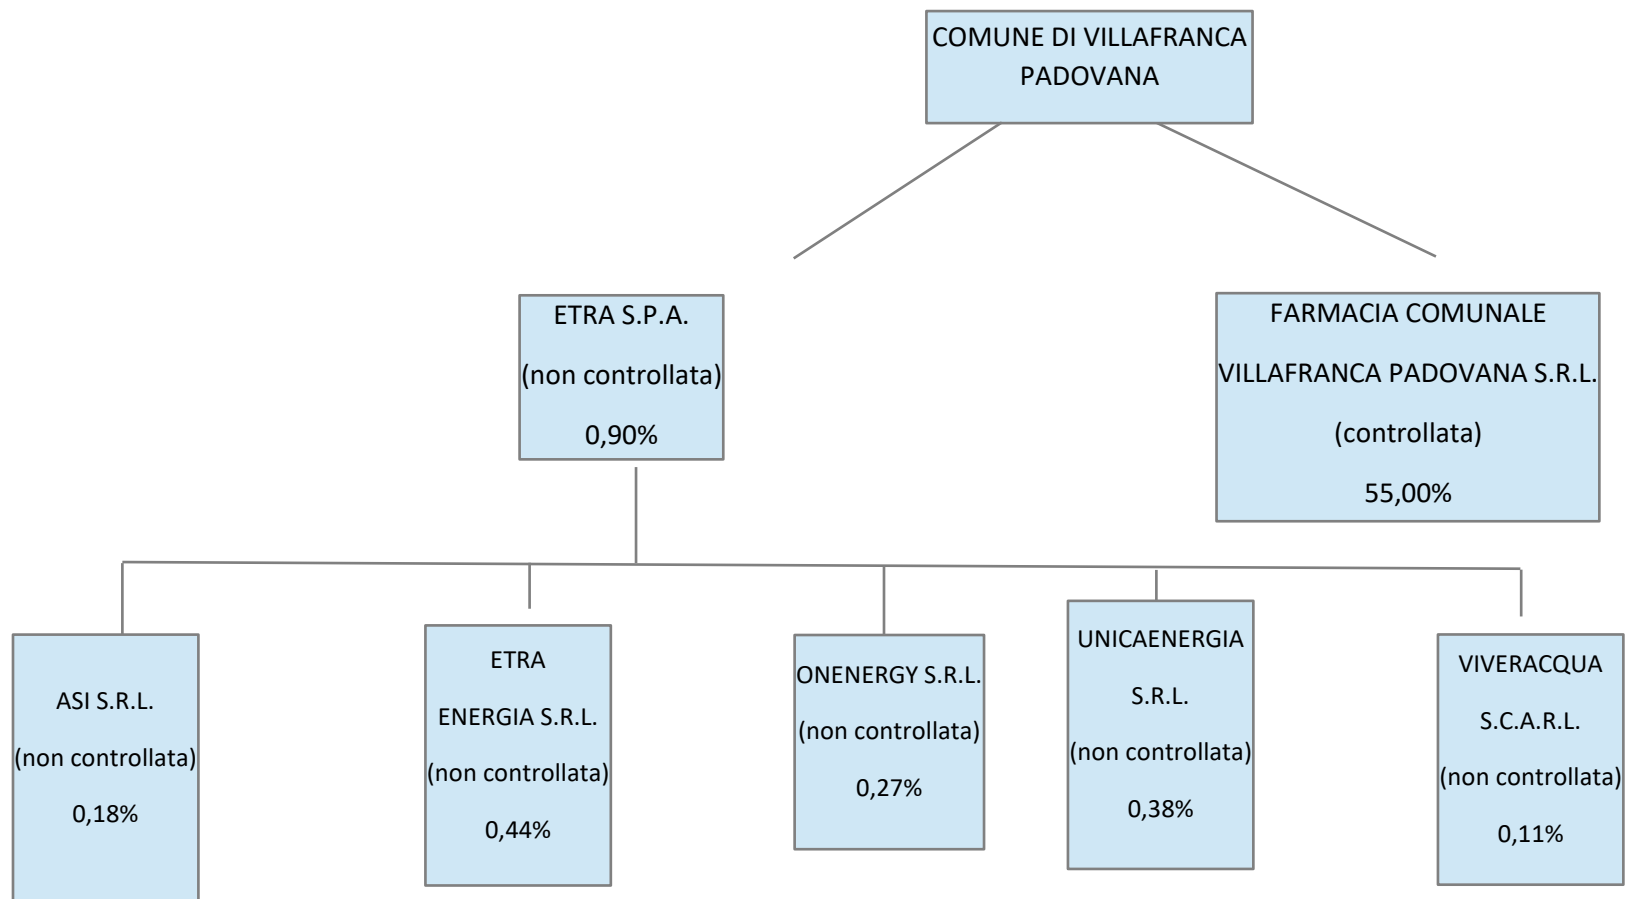 COMUNE DI VILLAFRANCA
PADOVANA
ETRA S.P.A.
(non controllata)
0,90%
FARMACIA COMUNALE
VILLAFRANCA PADOVANA S.R.L.
(controllata)
55,00%
ASI S.R.L.
(non controllata)
0,18%
ETRA
ENERGIA S.R.L.
(non controllata)
0,44%
ONENERGY S.R.L.
(non controllata)
0,27%
UNICAENERGIA
S.R.L.
(non controllata)
0,38%
VIVERACQUA
S.C.A.R.L.
(non controllata)
0,11%